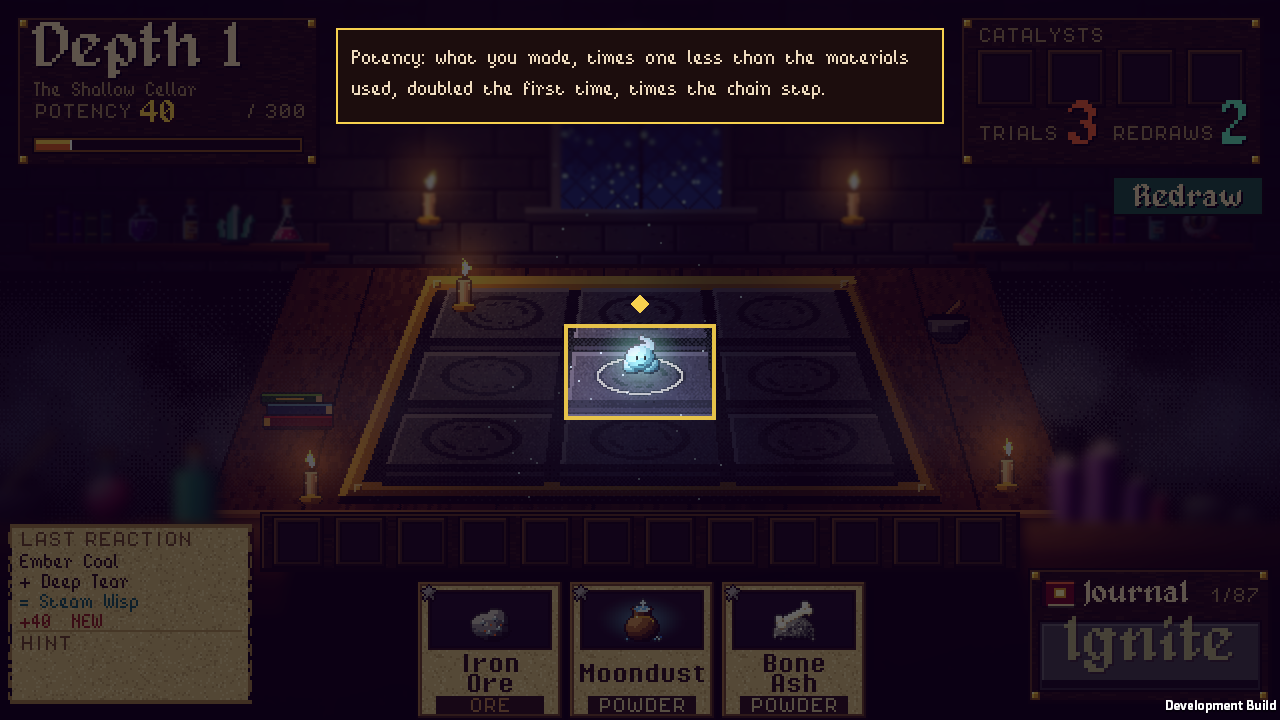 Depth 1
The Shallow Cellar
POTENCY 40 / 300
Potency: what you made, times one less than the materials
used, doubled the first time, times the chain step.
CATALYSTS
TRIALS 3 REDRAWS 2
Redraw
LAST REACTION
Ember Coal
+ Deep Tear
= Steam Wisp
+40 NEW
HINT
Iron
Ore
ORE
Moondust
POWDER
Bone
Ash
POWDER
Journal 1/87
Ignite
Development Build